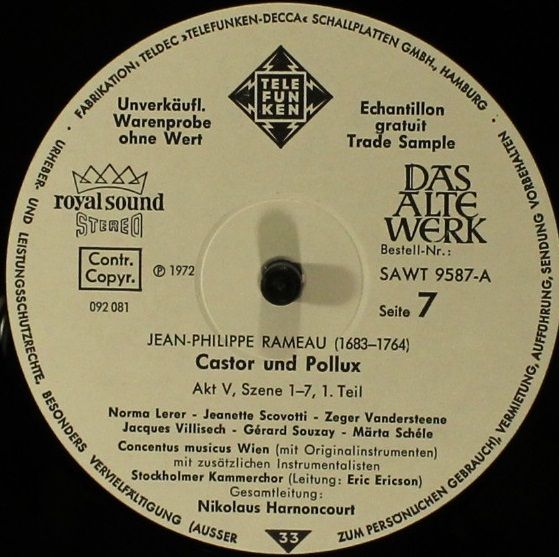 FABRIKATION: TELDEC »TELEFUNKEN-DECCA« SCHALLPLATTEN GMBH., HAMBURG · URHEBER- UND LEISTUNGSSCHUTZRECHTE, BESONDERS VERVIELFÄLTIGUNG (AUSSER ZUM PERSÖNLICHEN GEBRAUCH), VERMIETUNG, AUFFÜHRUNG, SENDUNG VORBEHALTEN ·
TELE
FUN
KEN
Unverkäufl.
Warenprobe
ohne Wert
Echantillon
gratuit
Trade Sample
royal sound
STEREO
DAS
ALTE
WERK
Contr.
Copyr.
℗ 1972
092 081
Bestell-Nr.:
SAWT 9587-A
Seite 7
JEAN-PHILIPPE RAMEAU (1683–1764)
Castor und Pollux
Akt V, Szene 1–7, 1. Teil
Norma Lerer - Jeanette Scovotti - Zeger Vandersteene
Jacques Villisech - Gérard Souzay - Märta Schéle
Concentus musicus Wien (mit Originalinstrumenten)
mit zusätzlichen Instrumentalisten
Stockholmer Kammerchor (Leitung: Eric Ericson)
Gesamtleitung:
Nikolaus Harnoncourt
33